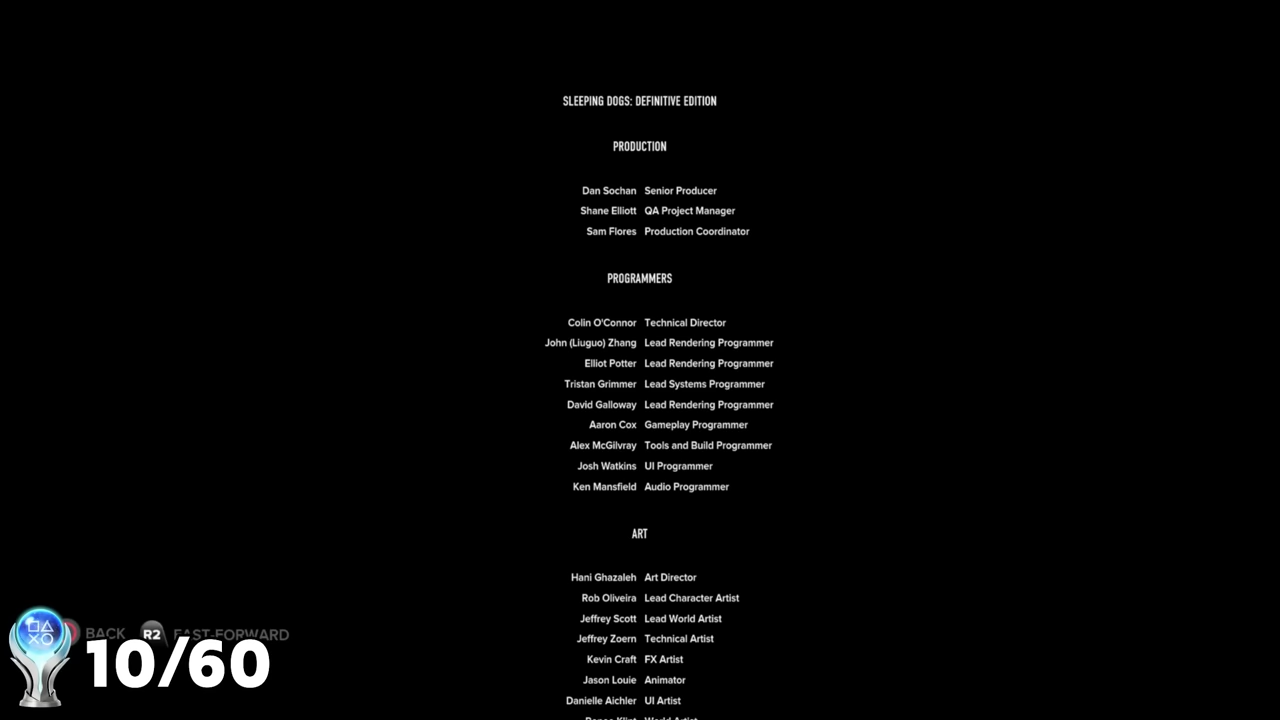 SLEEPING DOGS: DEFINITIVE EDITION
PRODUCTION
Dan Sochan Senior Producer
Shane Elliott QA Project Manager
Sam Flores Production Coordinator
PROGRAMMERS
Colin O'Connor Technical Director
John (Liuguo) Zhang Lead Rendering Programmer
Elliot Potter Lead Rendering Programmer
Tristan Grimmer Lead Systems Programmer
David Galloway Lead Rendering Programmer
Aaron Cox Gameplay Programmer
Alex McGilvray Tools and Build Programmer
Josh Watkins UI Programmer
Ken Mansfield Audio Programmer
ART
Hani Ghazaleh Art Director
Rob Oliveira Lead Character Artist
Jeffrey Scott Lead World Artist
Jeffrey Zoern Technical Artist
Kevin Craft FX Artist
Jason Louie Animator
Danielle Aichler UI Artist
World Artist
BACK R2 FAST-FORWARD
10/60